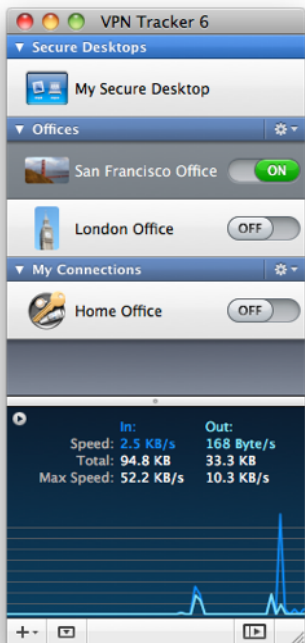 VPN Tracker 6
Secure Desktops
My Secure Desktop
Offices
San Francisco Office ON
London Office OFF
My Connections
Home Office OFF
In: Out:
Speed: 2.5 KB/s 168 Byte/s
Total: 94.8 KB 33.3 KB
Max Speed: 52.2 KB/s 10.3 KB/s